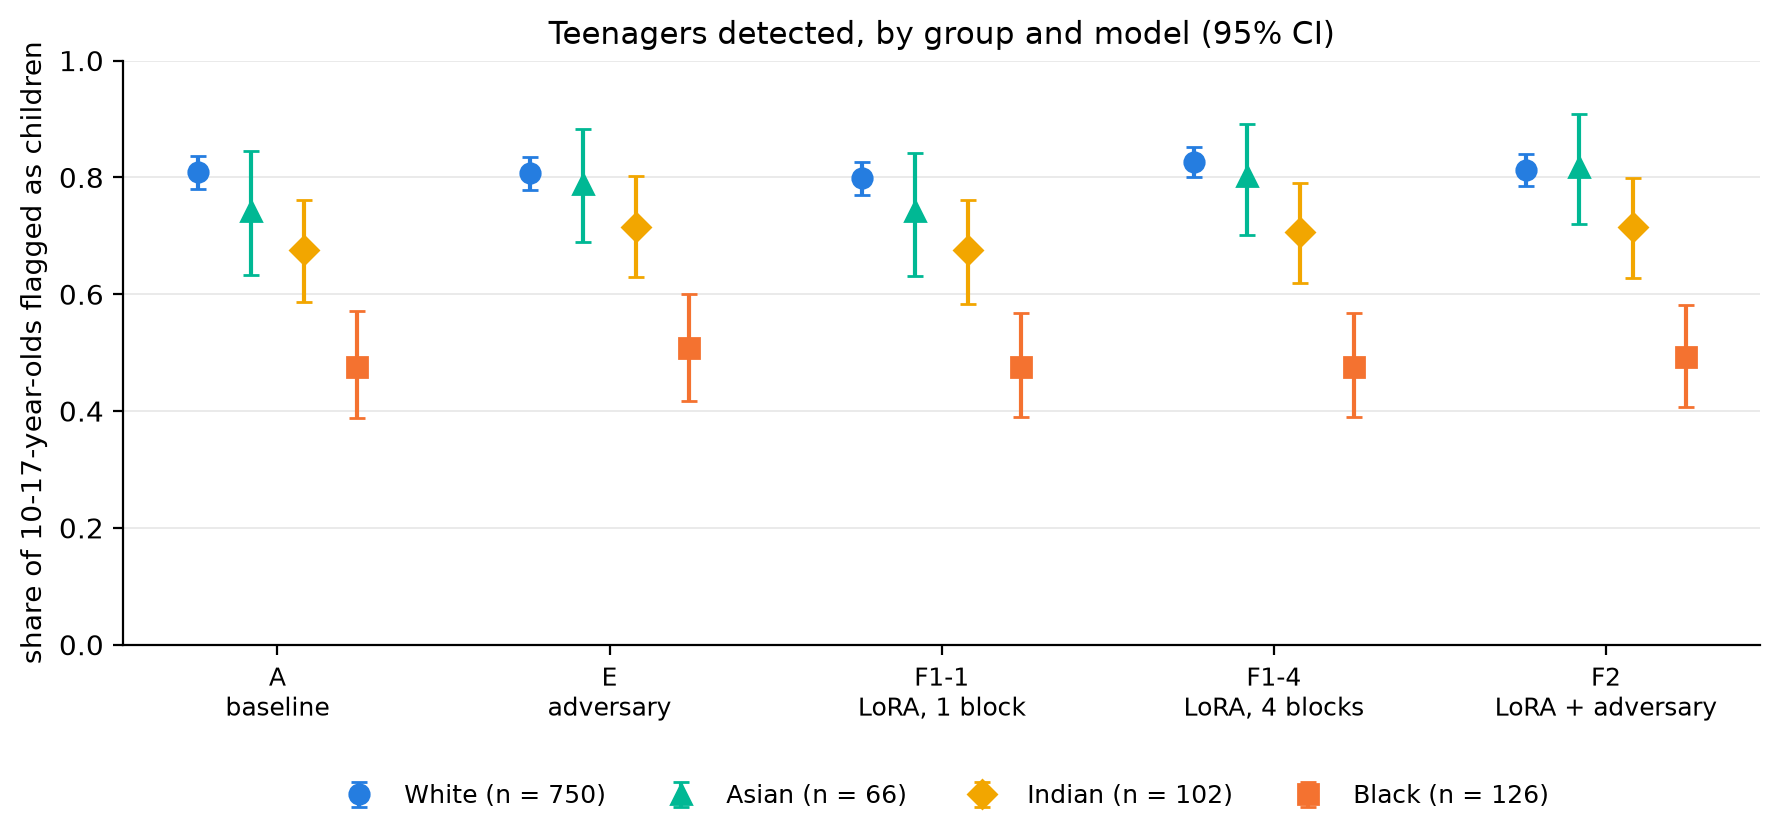 Teenagers detected, by group and model (95% CI)
share of 10-17-year-olds flagged as children
1.0
0.8
0.6
0.4
0.2
0.0
A
baseline
E
adversary
F1-1
LoRA, 1 block
F1-4
LoRA, 4 blocks
F2
LoRA + adversary
White (n = 750)
Asian (n = 66)
Indian (n = 102)
Black (n = 126)